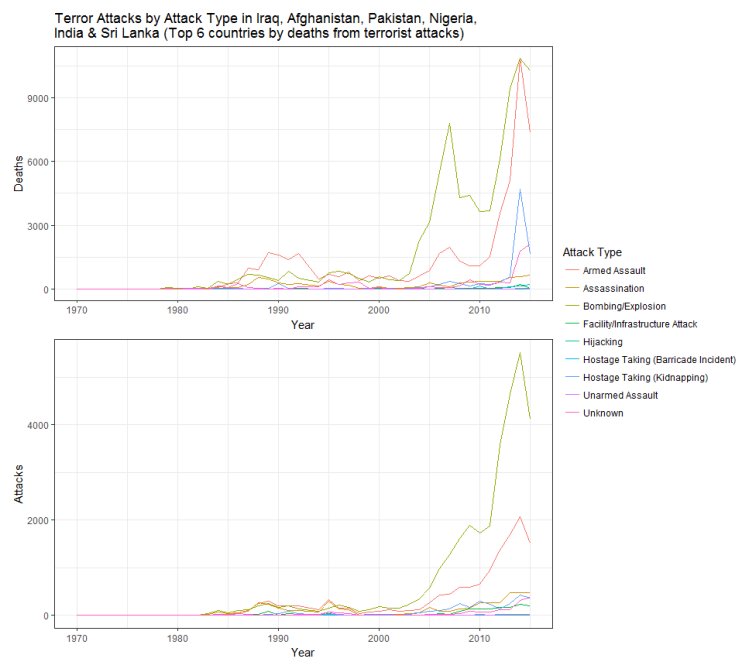 Terror Attacks by Attack Type in Iraq, Afghanistan, Pakistan, Nigeria,
India & Sri Lanka (Top 6 countries by deaths from terrorist attacks)
9000
6000
3000
0
Deaths
1970
1980
1990
2000
2010
Year
4000
2000
0
Attacks
1970
1980
1990
2000
2010
Year
Attack Type
Armed Assault
Assassination
Bombing/Explosion
Facility/Infrastructure Attack
Hijacking
Hostage Taking (Barricade Incident)
Hostage Taking (Kidnapping)
Unarmed Assault
Unknown